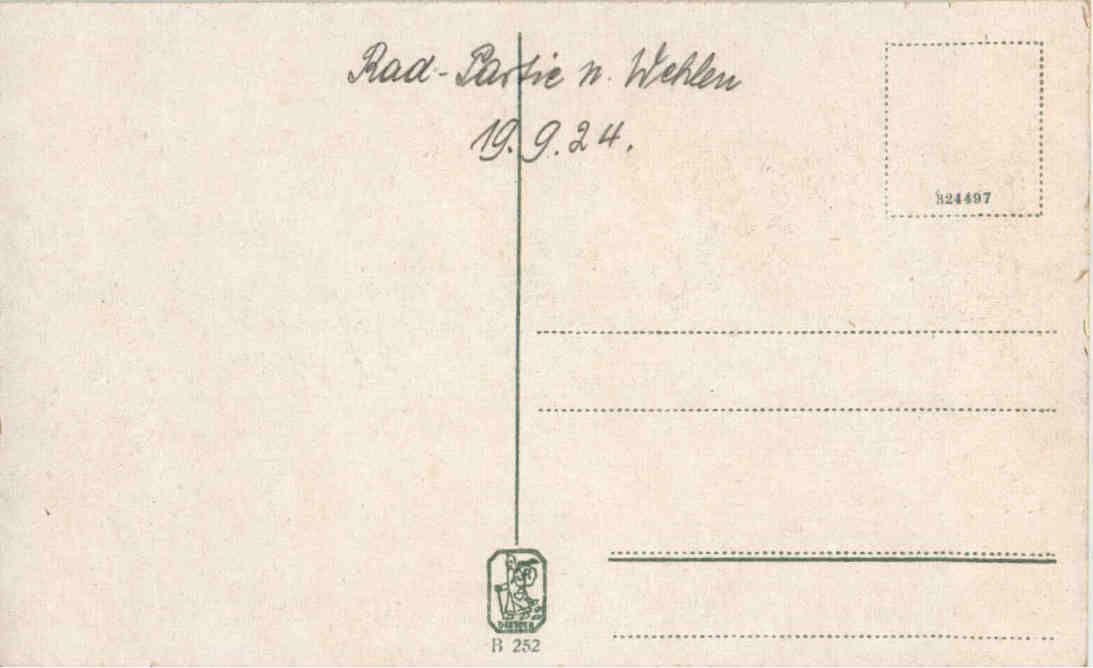 Rad-Partie n. Wehlen
19.9.24.
824497
B 252